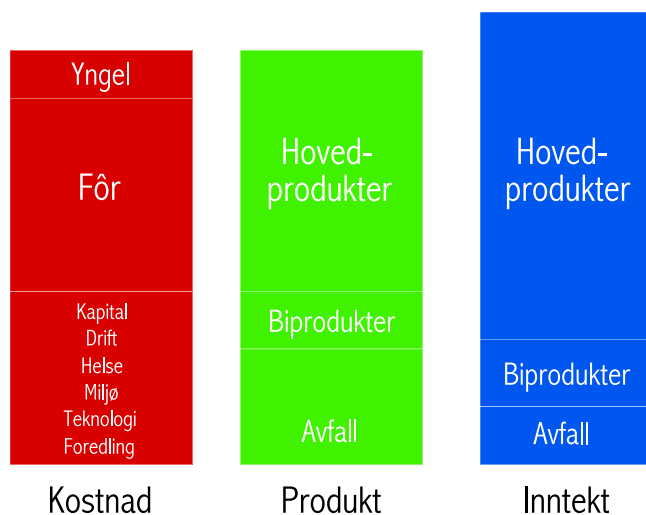 Yngel
Fôr
Kapital
Drift
Helse
Miljø
Teknologi
Foredling
Kostnad
Hoved-
produkter
Biprodukter
Avfall
Produkt
Hoved-
produkter
Biprodukter
Avfall
Inntekt